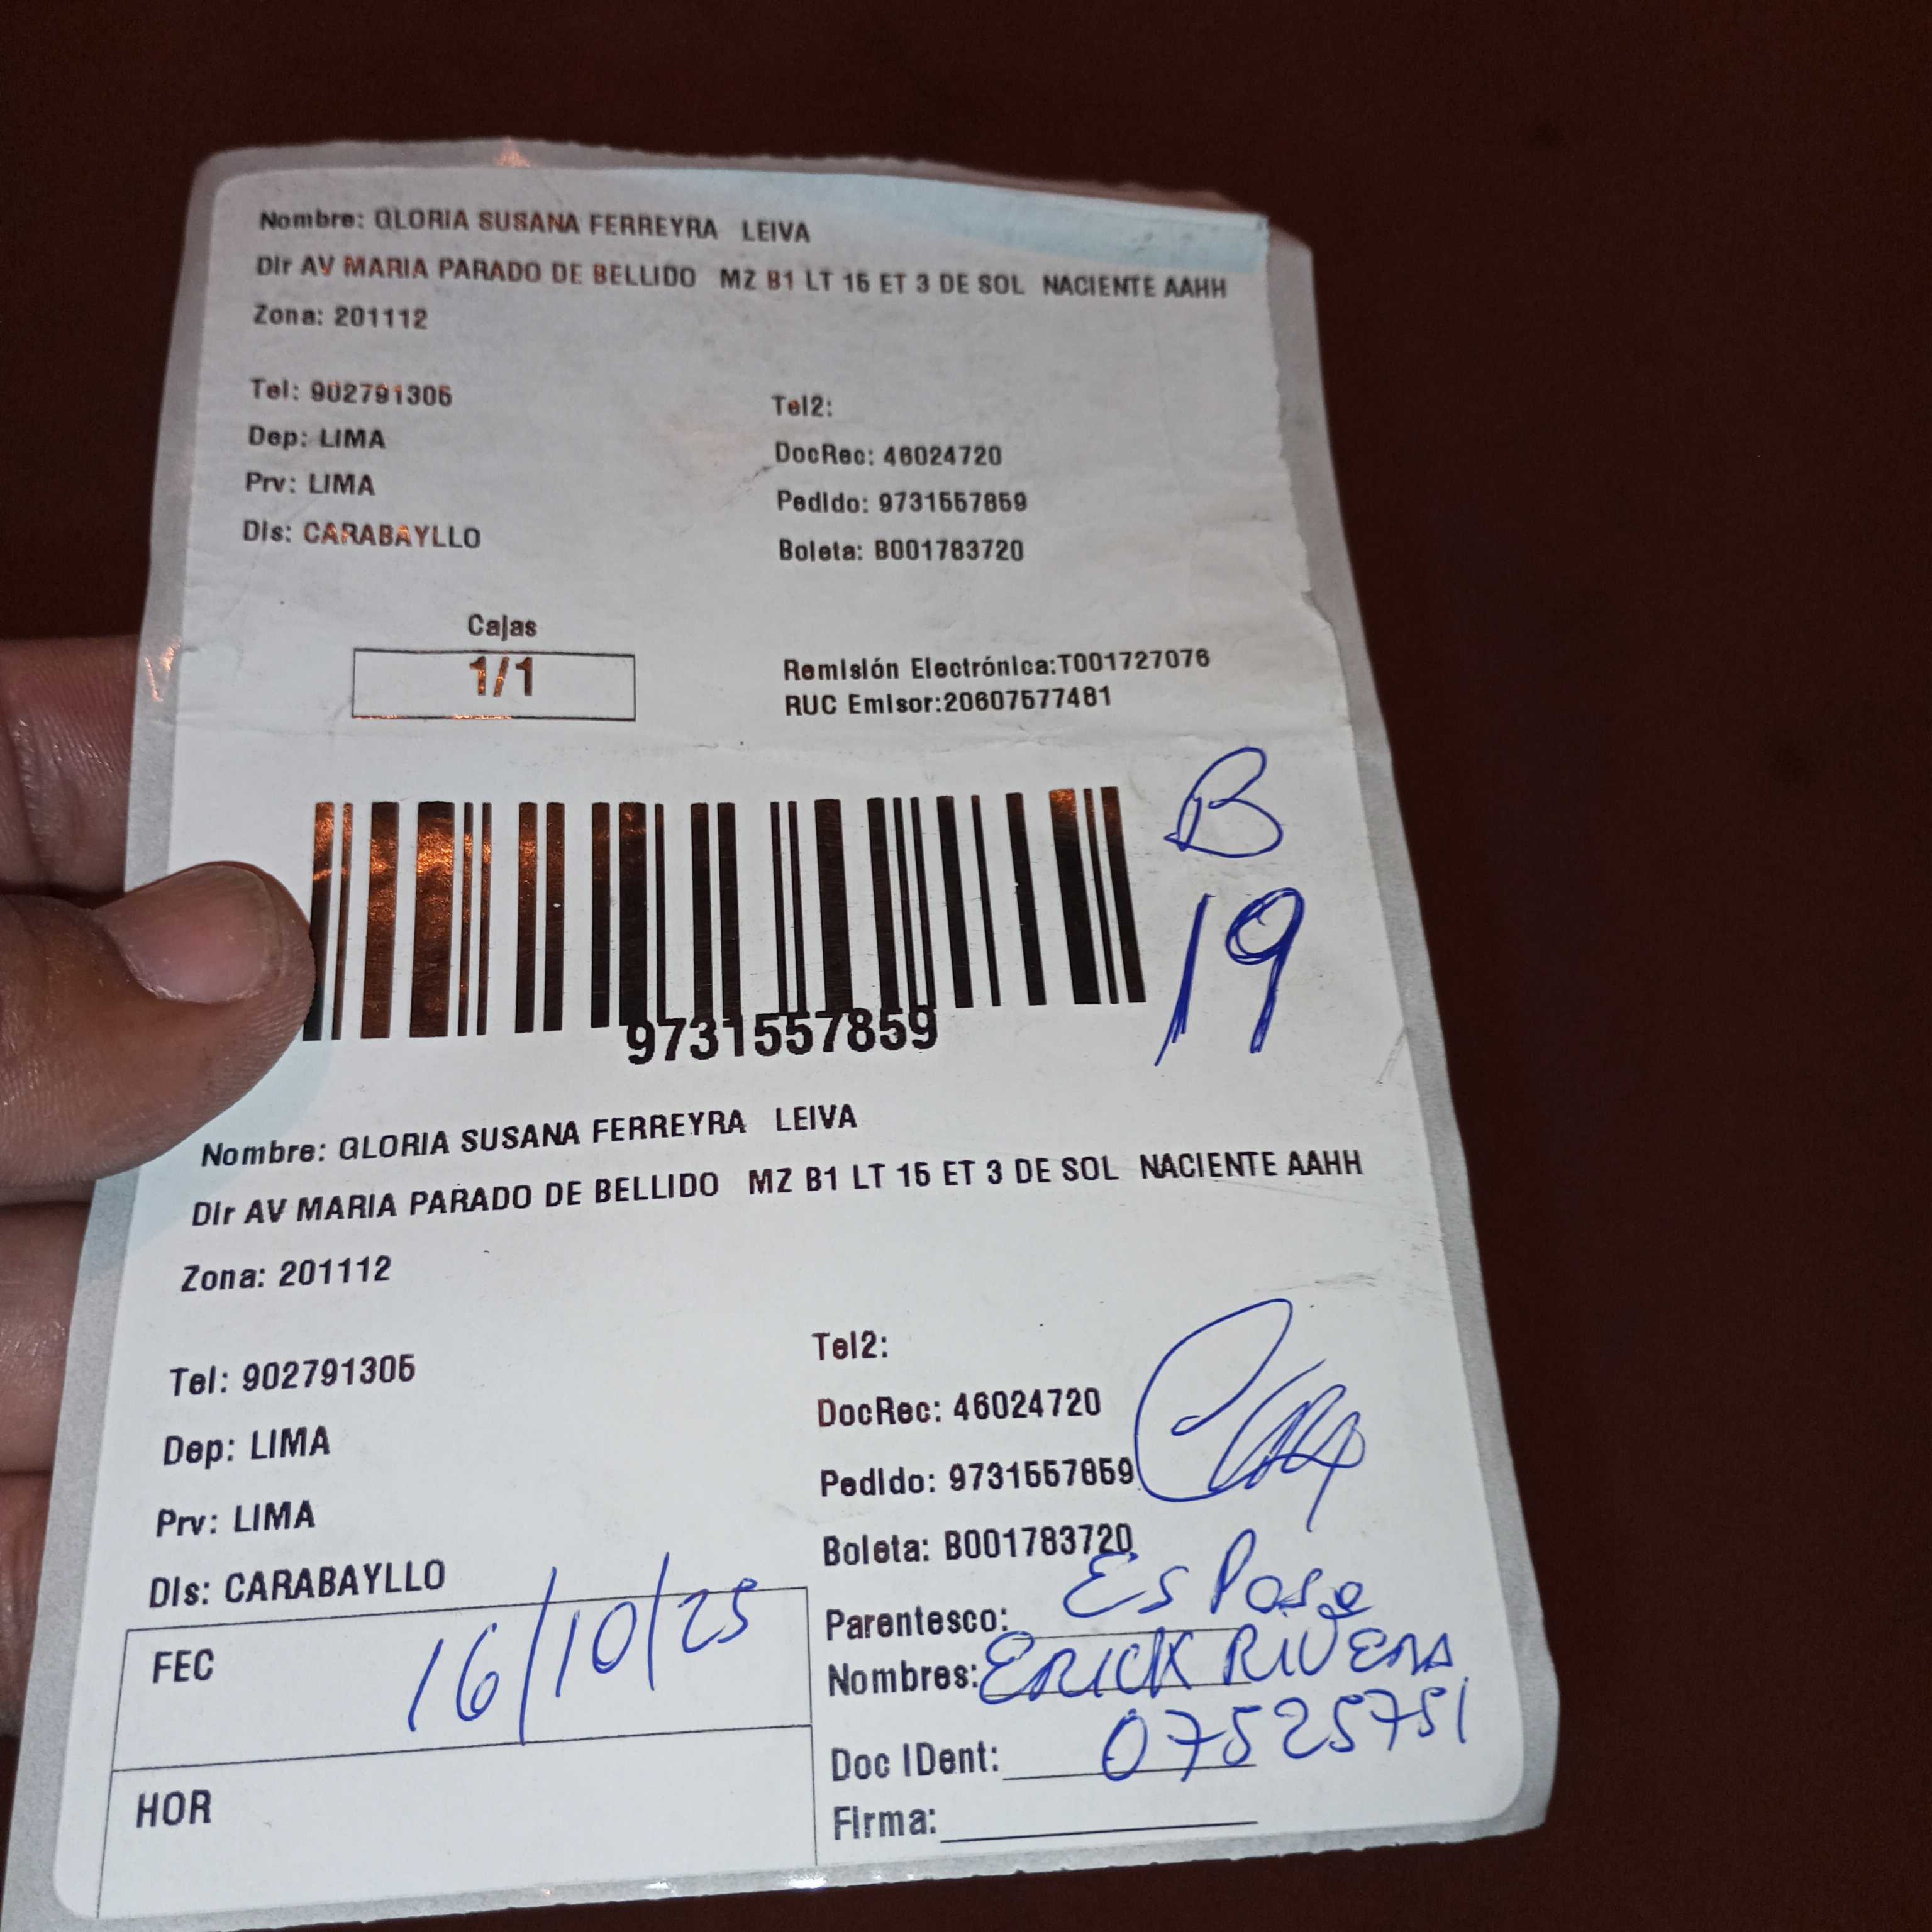 Nombre: GLORIA SUSANA FERREYRA LEIVA
Dir AV MARIA PARADO DE BELLIDO MZ B1 LT 15 ET 3 DE SOL NACIENTE AAHH
Zona: 201112
Tel: 902791305
Tel2:
Dep: LIMA
DocRec: 46024720
Prv: LIMA
Pedido: 9731557859
Dis: CARABAYLLO
Boleta: B001783720
Cajas
1/1
Remisión Electrónica:T001727076
RUC Emisor:20607577481
B
19
9731557859
Nombre: GLORIA SUSANA FERREYRA LEIVA
Dir AV MARIA PARADO DE BELLIDO MZ B1 LT 15 ET 3 DE SOL NACIENTE AAHH
Zona: 201112
Tel: 902791305
Tel2:
Dep: LIMA
DocRec: 46024720
Prv: LIMA
Pedido: 9731557859
Dis: CARABAYLLO
Boleta: B001783720
FEC 16/10/25
HOR
Parentesco: Esposo
Nombres: ERICK RIVERA
Doc IDent: 07525751
Firma: